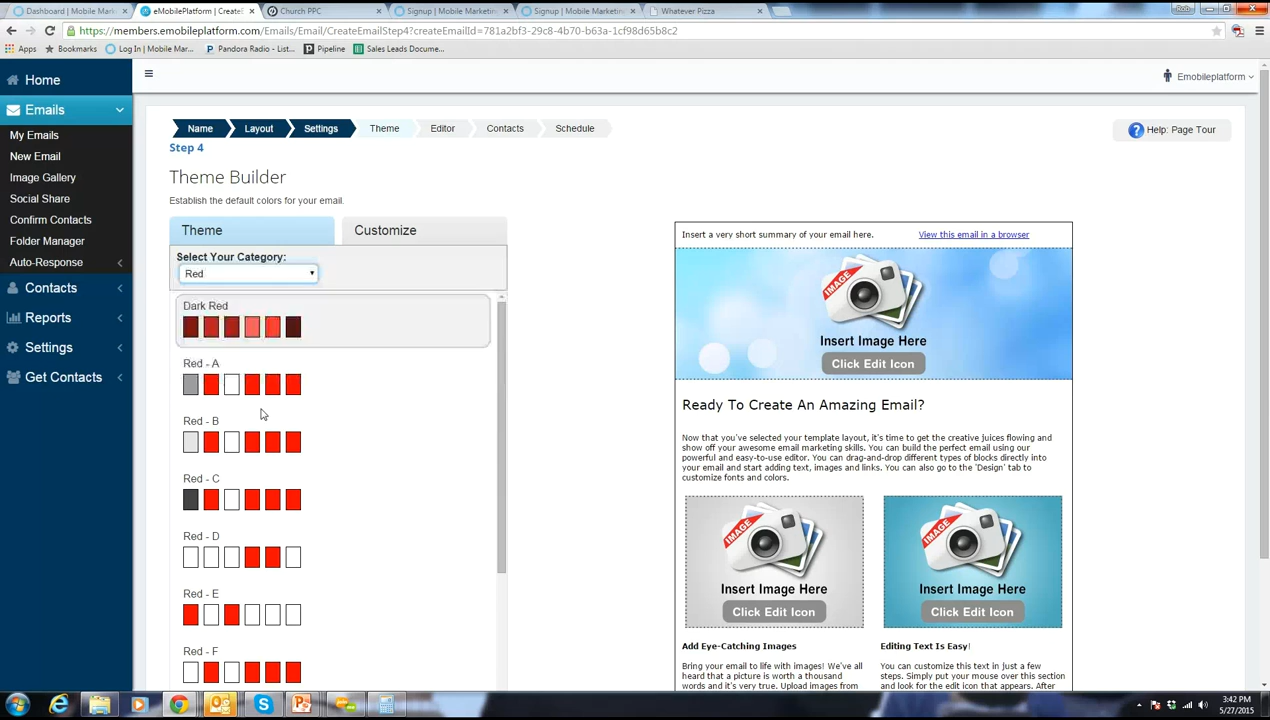 Dashboard | Mobile Mark
eMobilePlatform | CreateE
Church PPC
Signup | Mobile Marketing
Signup | Mobile Marketing
Whatever Pizza
Rob
https://members.emobileplatform.com/Emails/Email/CreateEmailStep4?createEmailId=781a2bf3-29c8-4b70-b63a-1cf98d65b8c2
Apps
Bookmarks
Log In | Mobile Mar...
Pandora Radio - List...
Pipeline
Sales Leads Docume...
Home
Emobileplatform
Emails
My Emails
New Email
Image Gallery
Social Share
Confirm Contacts
Folder Manager
Auto-Response
Contacts
Reports
Settings
Get Contacts
Name
Layout
Settings
Theme
Editor
Contacts
Schedule
Help: Page Tour
Step 4
Theme Builder
Establish the default colors for your email.
Theme
Customize
Select Your Category:
Red
Dark Red
Red - A
Red - B
Red - C
Red - D
Red - E
Red - F
Insert a very short summary of your email here.
View this email in a browser
IMAGE
Insert Image Here
Click Edit Icon
Ready To Create An Amazing Email?
Now that you've selected your template layout, it's time to get the creative juices flowing and
show off your awesome email marketing skills. You can build the perfect email using our
powerful and easy-to-use editor. You can drag-and-drop different types of blocks directly into
your email and start adding text, images and links. You can also go to the 'Design' tab to
customize fonts and colors.
IMAGE
Insert Image Here
Click Edit Icon
IMAGE
Insert Image Here
Click Edit Icon
Add Eye-Catching Images
Bring your email to life with images! We've all
heard that a picture is worth a thousand
words and it's very true. Upload images from
Editing Text Is Easy!
You can customize this text in just a few
steps. Simply put your mouse over this section
and look for the edit icon that appears. After
3:42 PM
5/27/2015